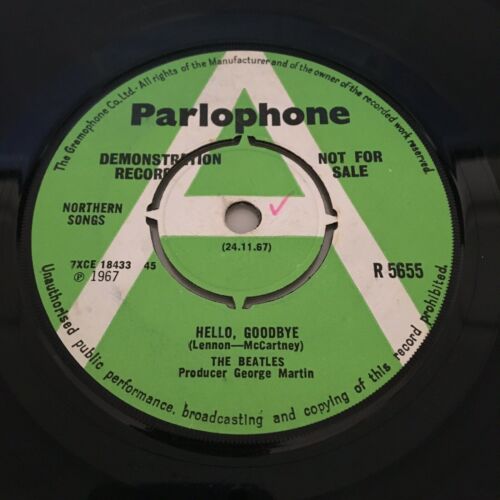 The Gramophone Co. Ltd.- All rights of the Manufacturer and of the owner of the recorded work reserved.
Parlophone
DEMONSTRATION RECORD
NOT FOR SALE
NORTHERN SONGS
(24.11.67)
7XCE 18433 45
℗ 1967
R 5655
HELLO, GOODBYE
(Lennon—McCartney)
THE BEATLES
Producer George Martin
Unauthorised public performance, broadcasting and copying of this record prohibited.